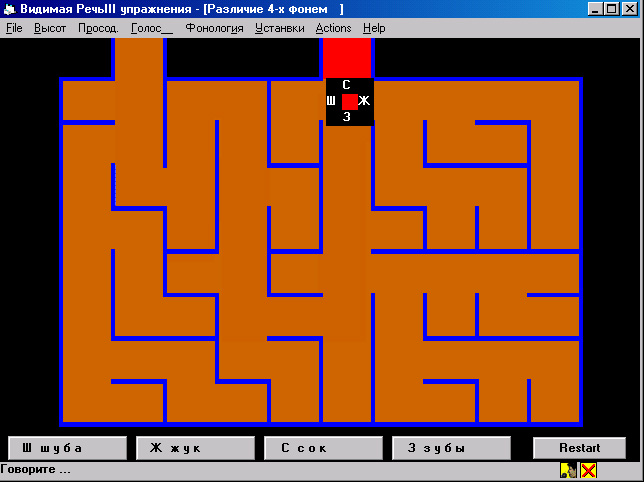 Видимая РечьIII упражнения - [Различие 4-х фонем ]
File Высот Просод. Голос__ Фонология Уставки Actions Help
С
Ш Ж
З
Ш шуба Ж жук С сок З зубы Restart
Говорите ...